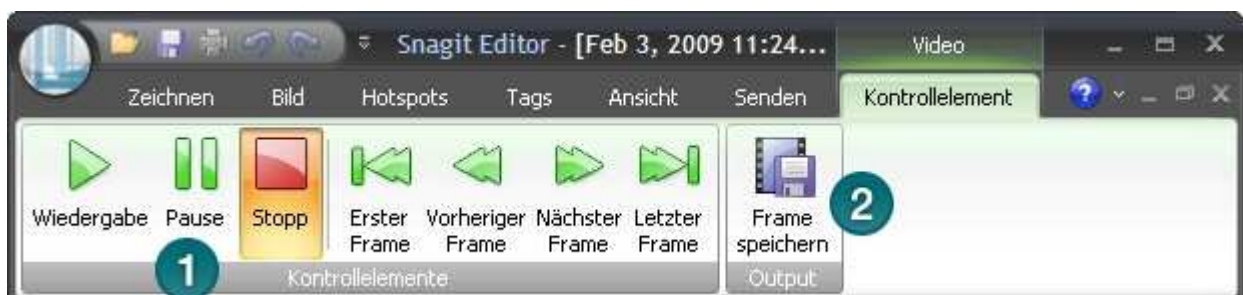 Snagit Editor - [Feb 3, 2009 11:24... Video
Zeichnen Bild Hotspots Tags Ansicht Senden Kontrollelement
Wiedergabe Pause Stopp Erster Frame Vorheriger Frame Nächster Frame Letzter Frame Frame speichern
1 2
Kontrollelemente Output